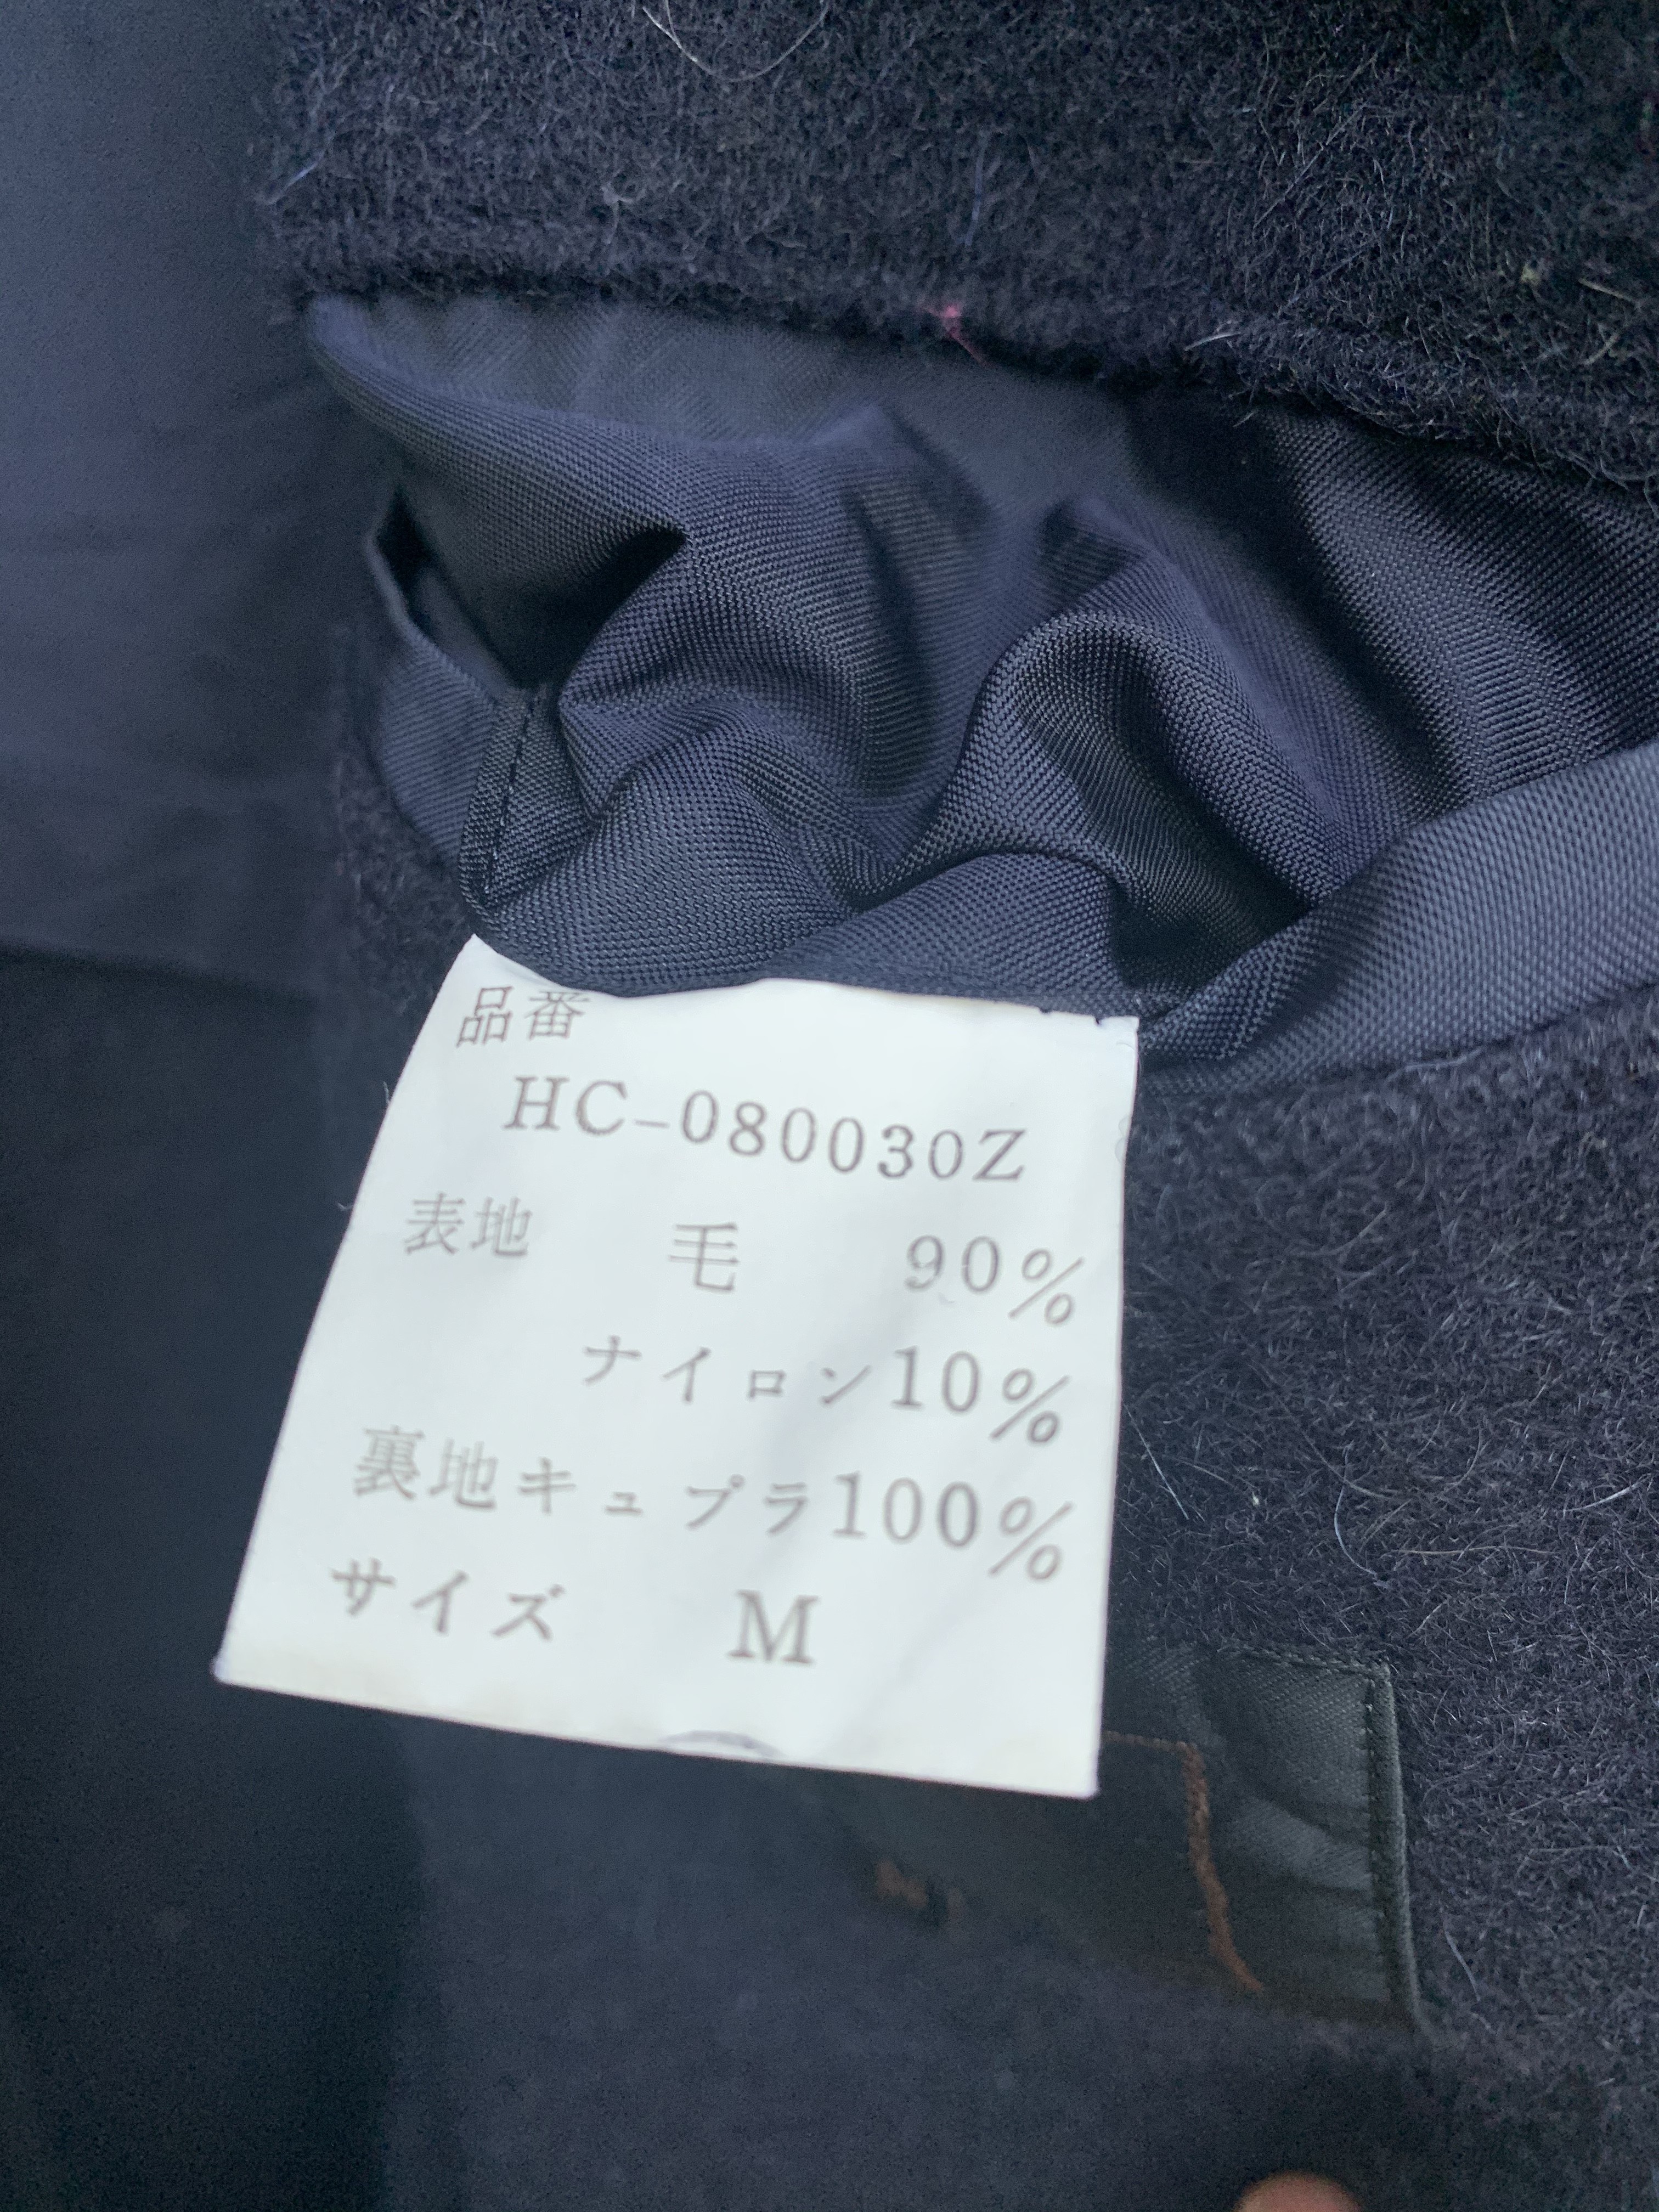 品番
HC-080030Z
表地 毛 90%
ナイロン10%
裏地キュプラ100%
サイズ M